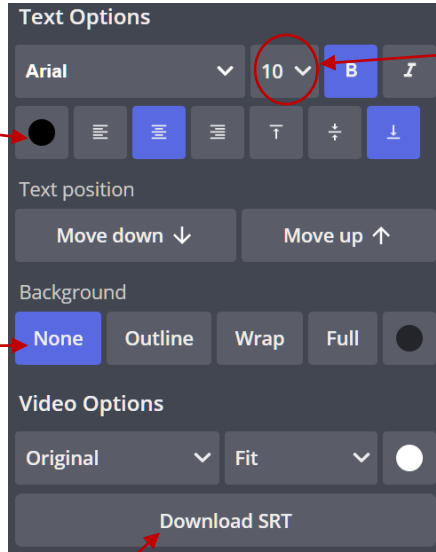 Text Options
Arial 10 B I
Text position
Move down ↓ Move up ↑
Background
None Outline Wrap Full
Video Options
Original Fit
Download SRT